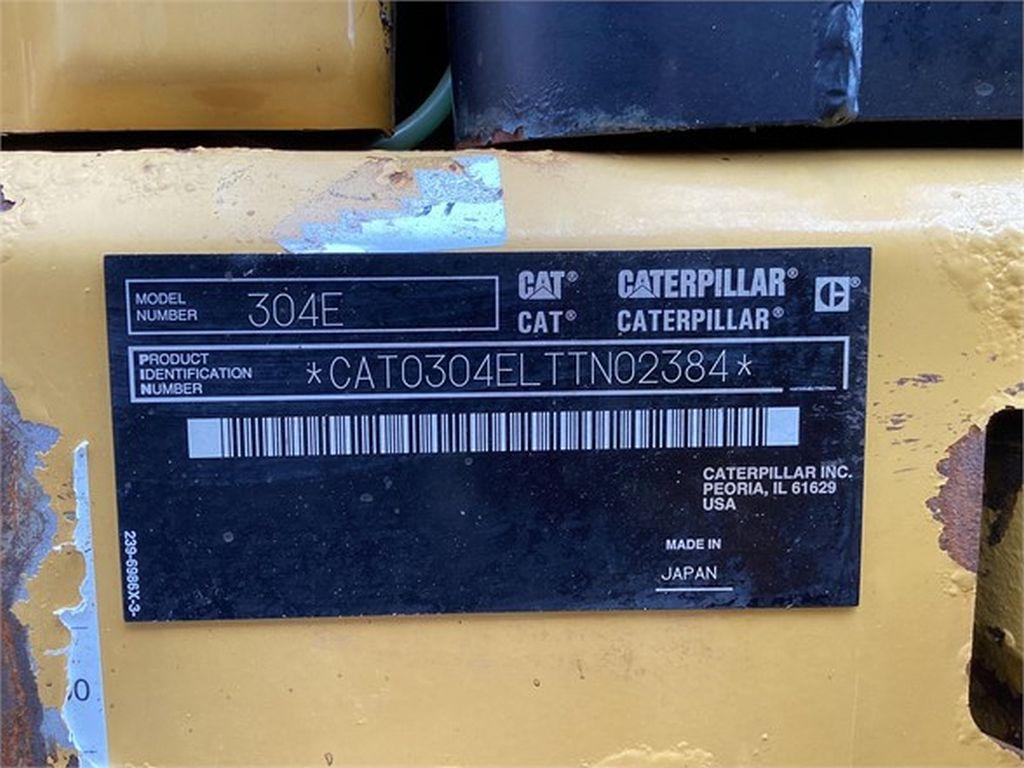 MODEL
NUMBER
304E
CAT® CATERPILLAR® C®
CAT® CATERPILLAR®
PRODUCT
IDENTIFICATION
NUMBER
*CAT0304ELTTN02384*
CATERPILLAR INC.
PEORIA, IL 61629
USA
MADE IN
JAPAN
239-6986X-3-
0